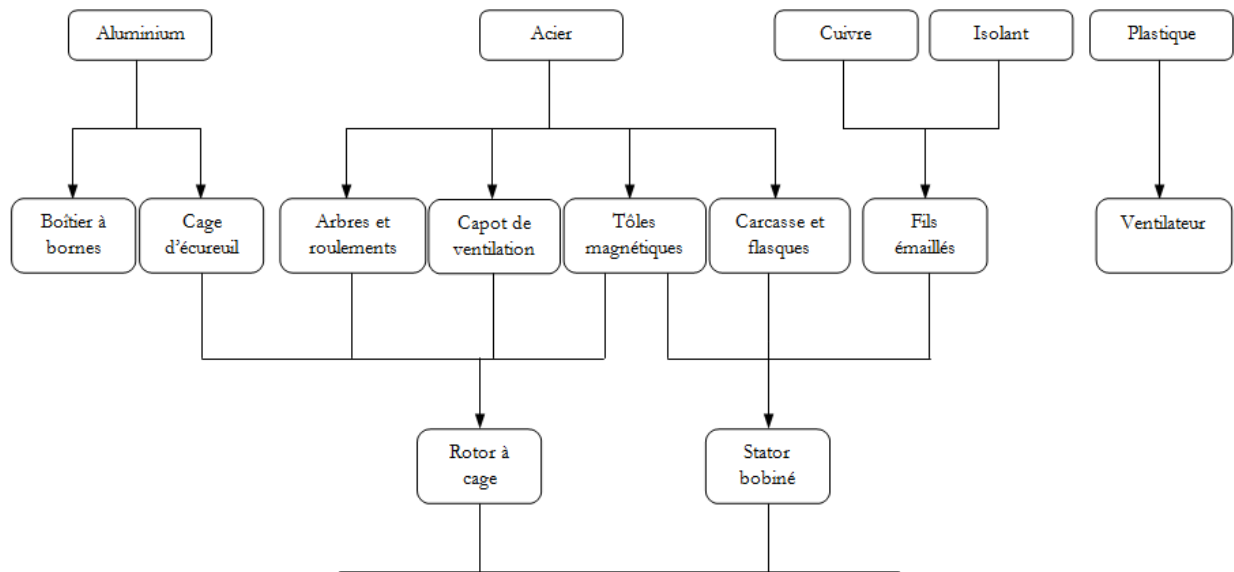 Aluminium
Acier
Cuivre
Isolant
Plastique
Boîtier à
bornes
Cage
d'écureuil
Arbres et
roulements
Capot de
ventilation
Tôles
magnétiques
Carcasse et
flasques
Fils
émaillés
Ventilateur
Rotor à
cage
Stator
bobiné